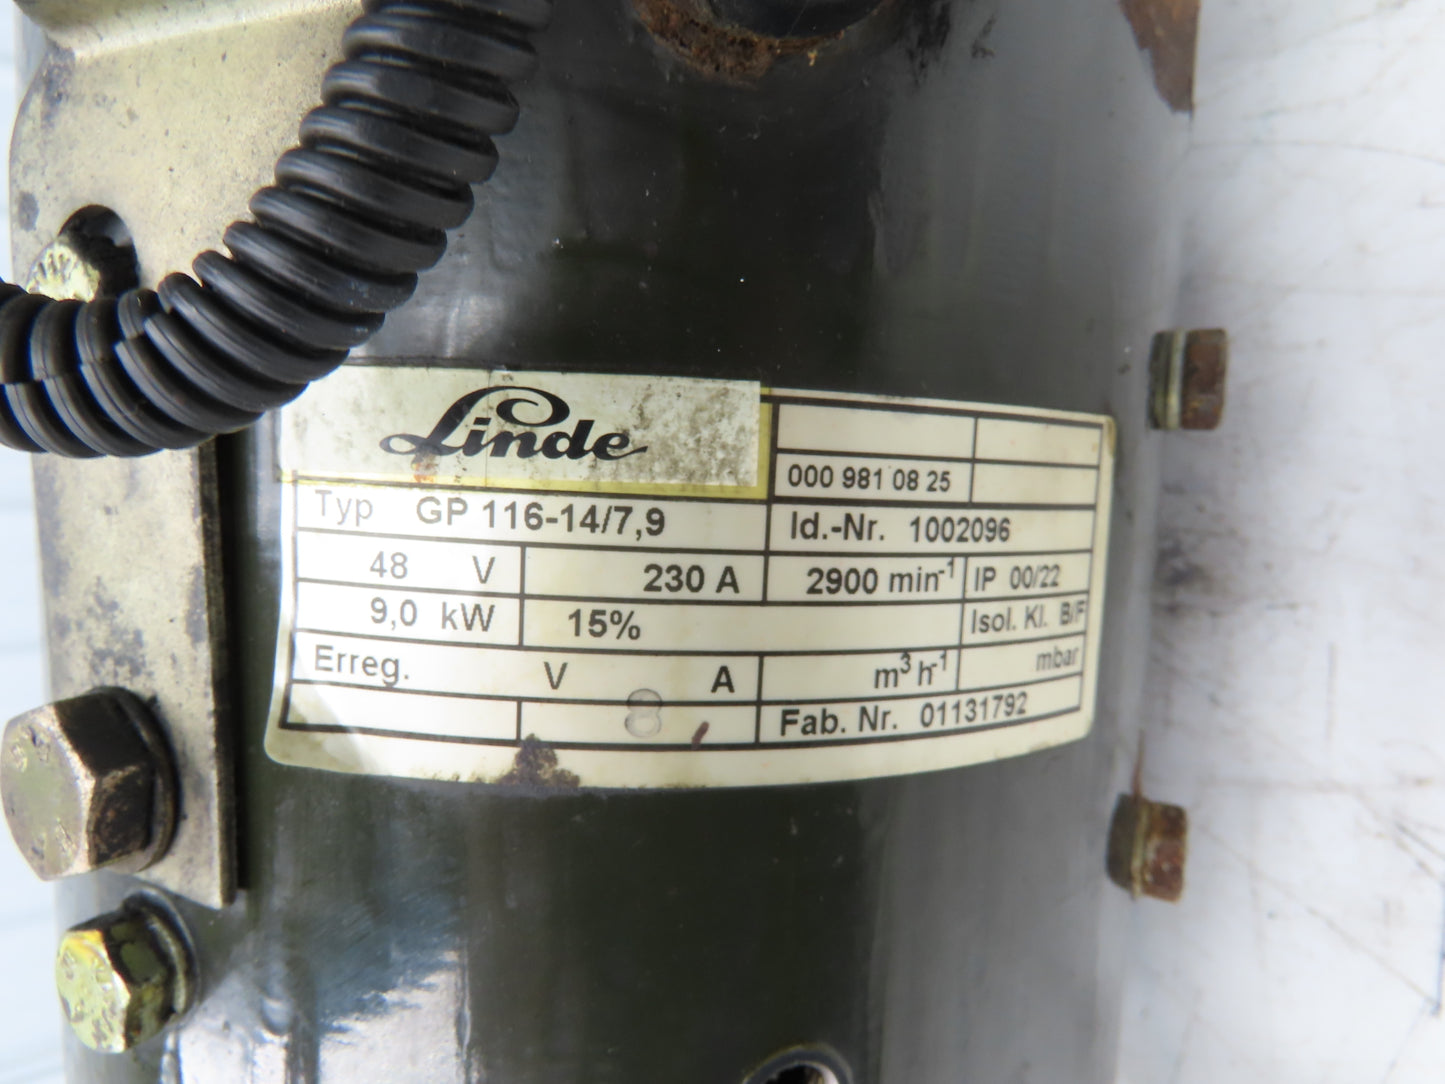 Linde
000 981 08 25
Typ GP 116-14/7,9 Id.-Nr. 1002096
48 V 230 A 2900 min-1 IP 00/22
9,0 kW 15% Isol. Kl. B/F
Erreg. V A m³ h-1 mbar
8 Fab. Nr. 01131792